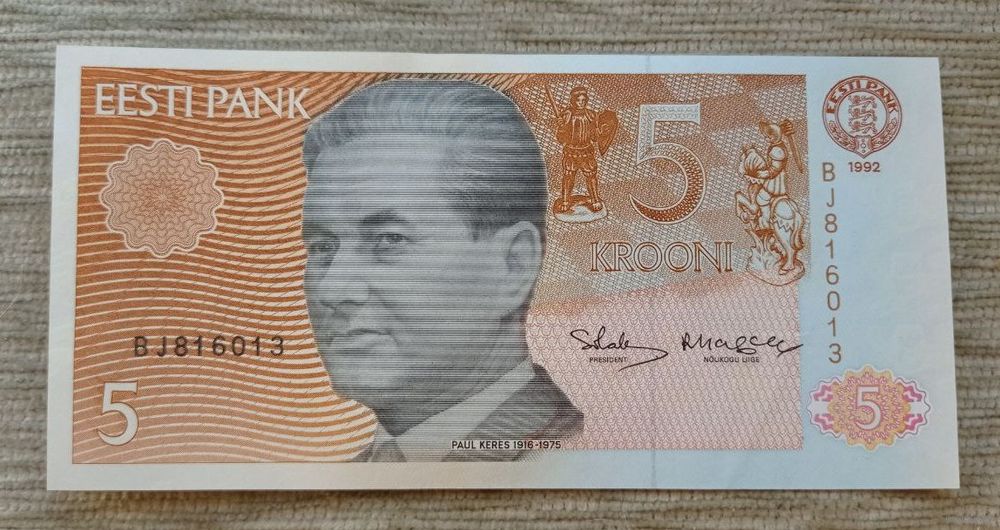 EESTI PANK
5
KROONI
EESTI PANK
1992
BJ816013
BJ816013
PRESIDENT
NÕUKOGU LIIGE
5
PAUL KERES 1916-1975
5